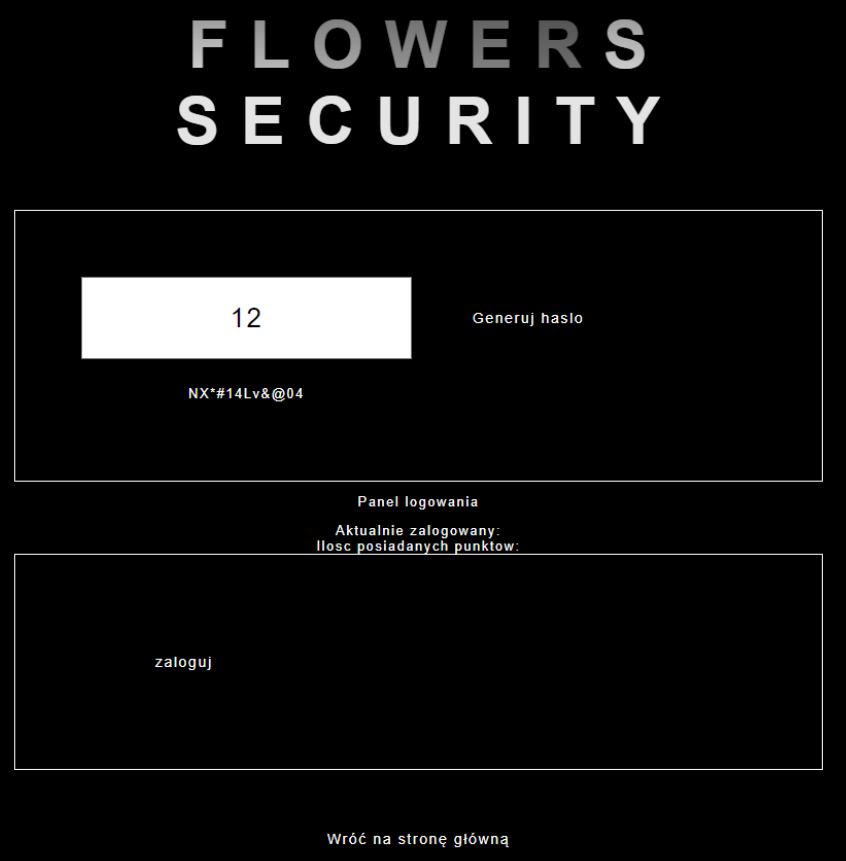 FLOWERS
SECURITY
12
Generuj haslo
NX*#14Lv&@04
Panel logowania
Aktualnie zalogowany:
Ilosc posiadanych punktow:
zaloguj
Wróć na stronę główną